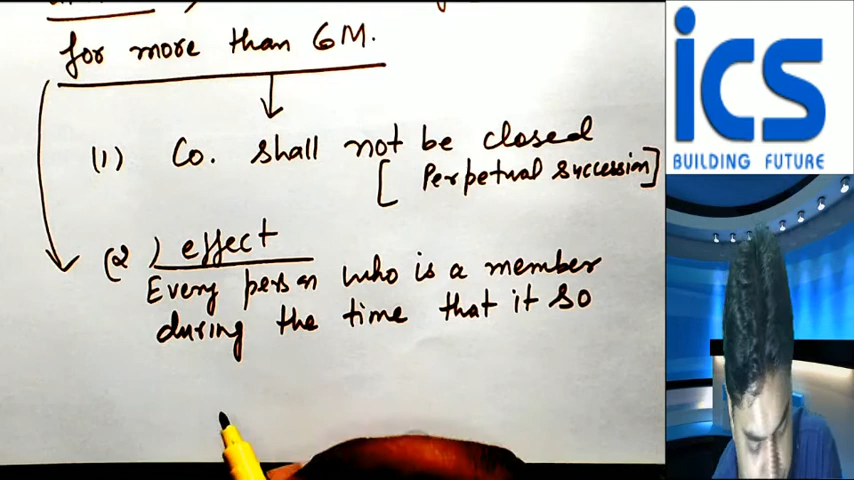 for more than 6M.
(1) Co. shall not be closed
[ Perpetual succession ]
(2) effect
Every person who is a member
during the time that it so
ics
BUILDING FUTURE